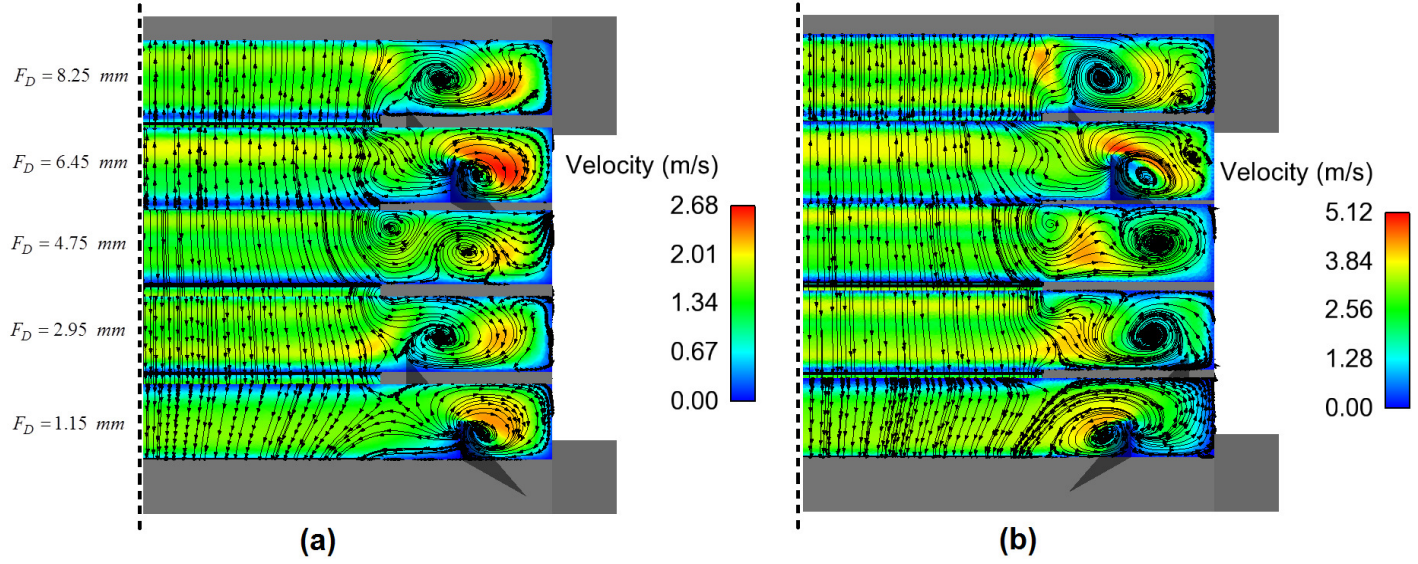 F_D = 8.25 mm
F_D = 6.45 mm
F_D = 4.75 mm
F_D = 2.95 mm
F_D = 1.15 mm
Velocity (m/s)
2.68
2.01
1.34
0.67
0.00
(a)
Velocity (m/s)
5.12
3.84
2.56
1.28
0.00
(b)